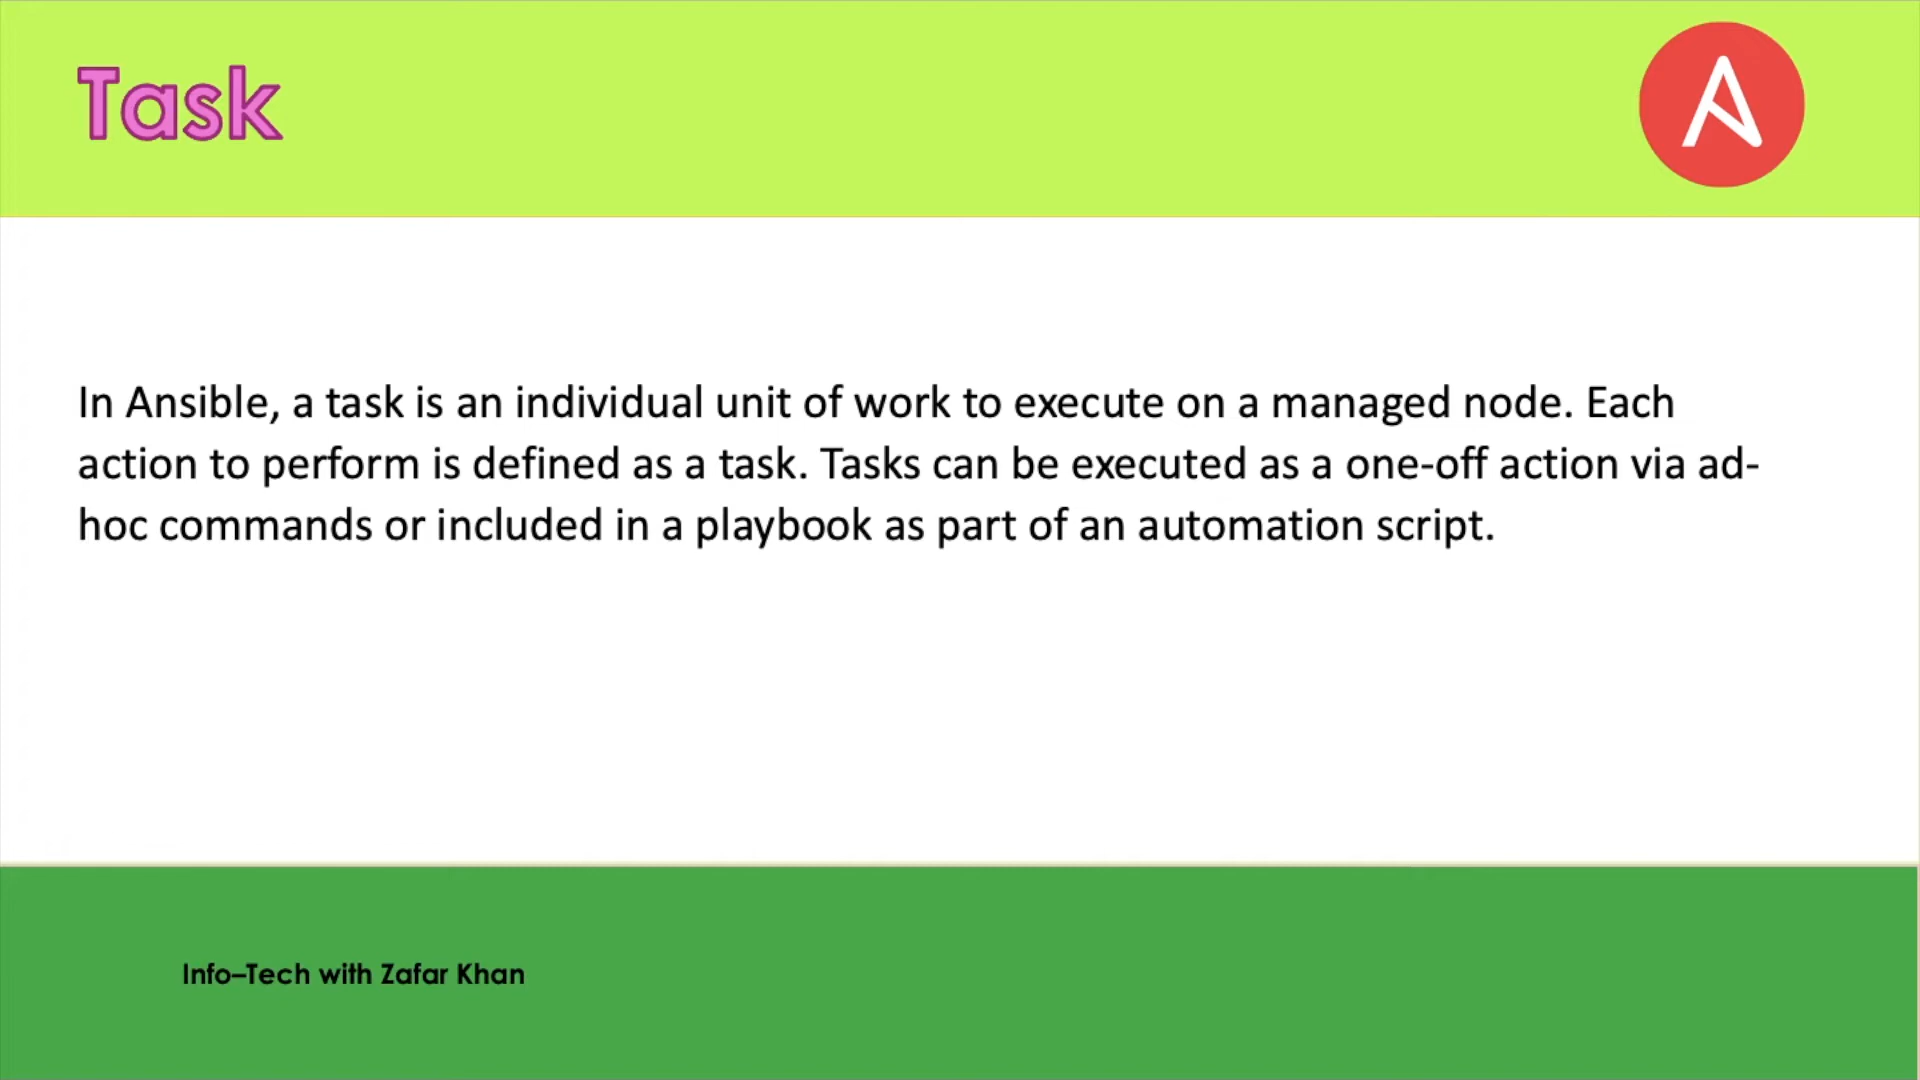 Task
In Ansible, a task is an individual unit of work to execute on a managed node. Each
action to perform is defined as a task. Tasks can be executed as a one-off action via ad-
hoc commands or included in a playbook as part of an automation script.
Info–Tech with Zafar Khan